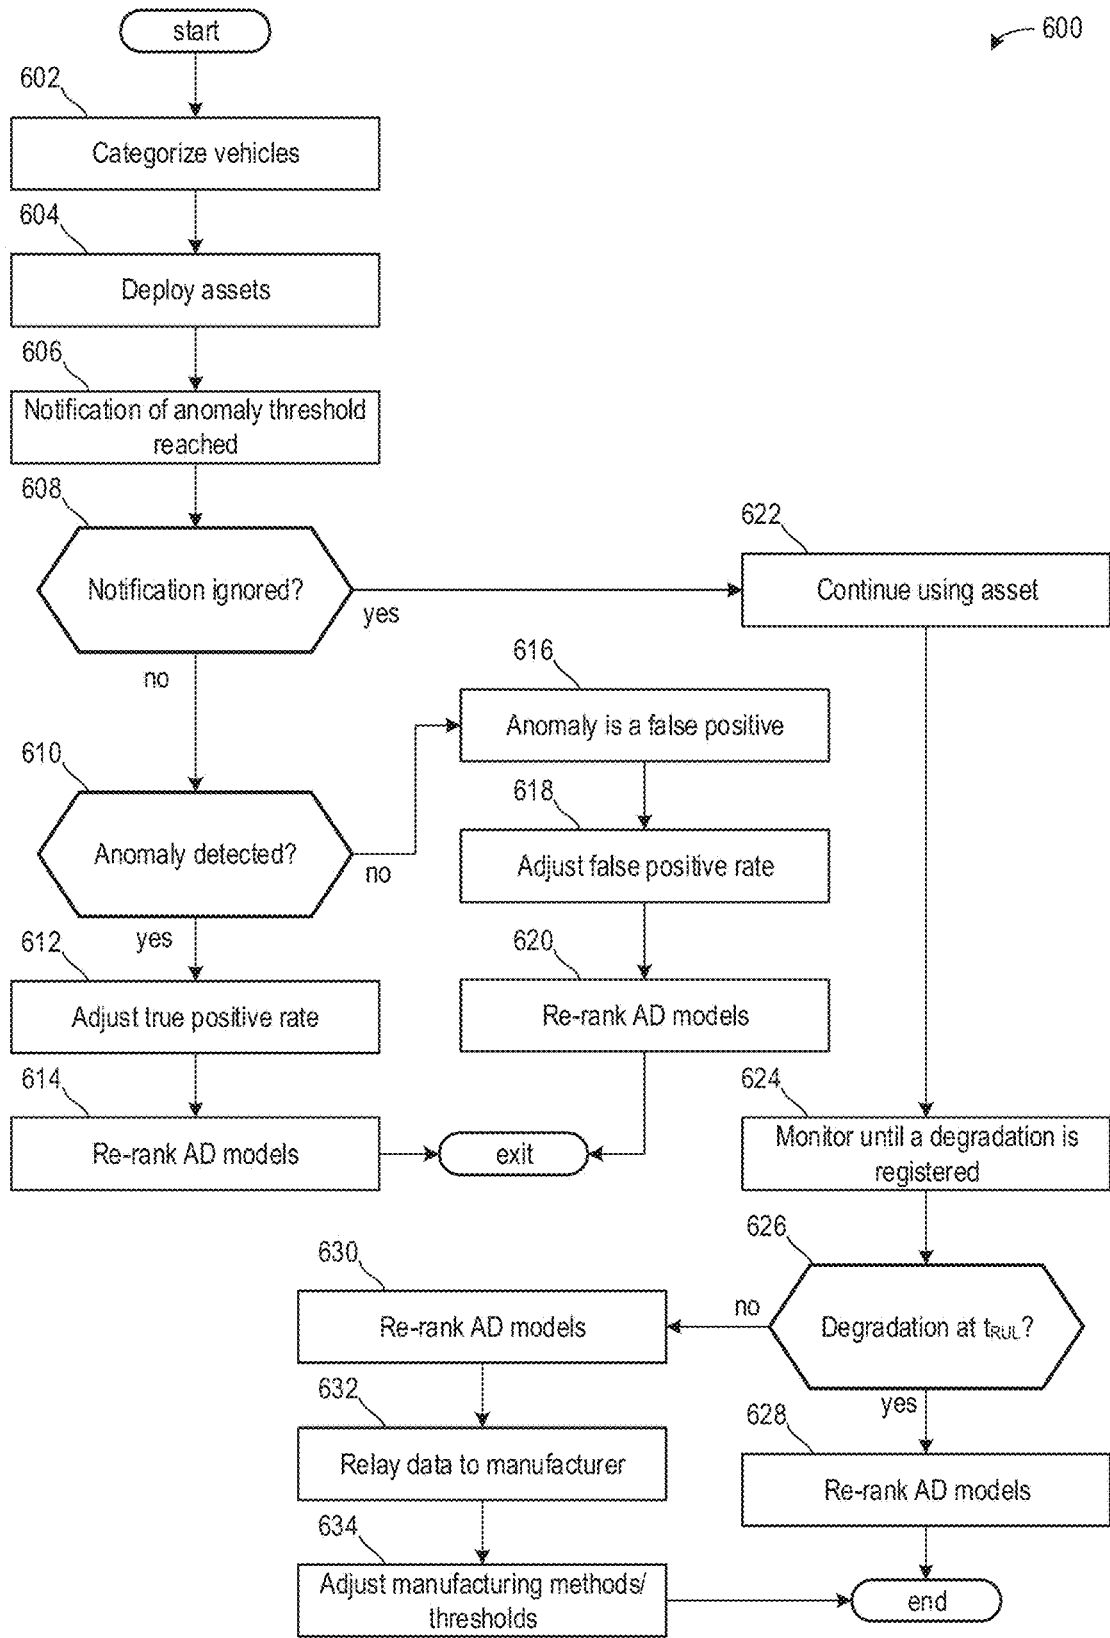 start
600
602
Categorize vehicles
604
Deploy assets
606
Notification of anomaly threshold
reached
608
Notification ignored?
yes
no
622
Continue using asset
616
Anomaly is a false positive
610
Anomaly detected?
no
yes
618
Adjust false positive rate
612
Adjust true positive rate
620
Re-rank AD models
614
Re-rank AD models
exit
624
Monitor until a degradation is
registered
626
Degradation at tRUL?
no
yes
630
Re-rank AD models
632
Relay data to manufacturer
628
Re-rank AD models
634
Adjust manufacturing methods/
thresholds
end